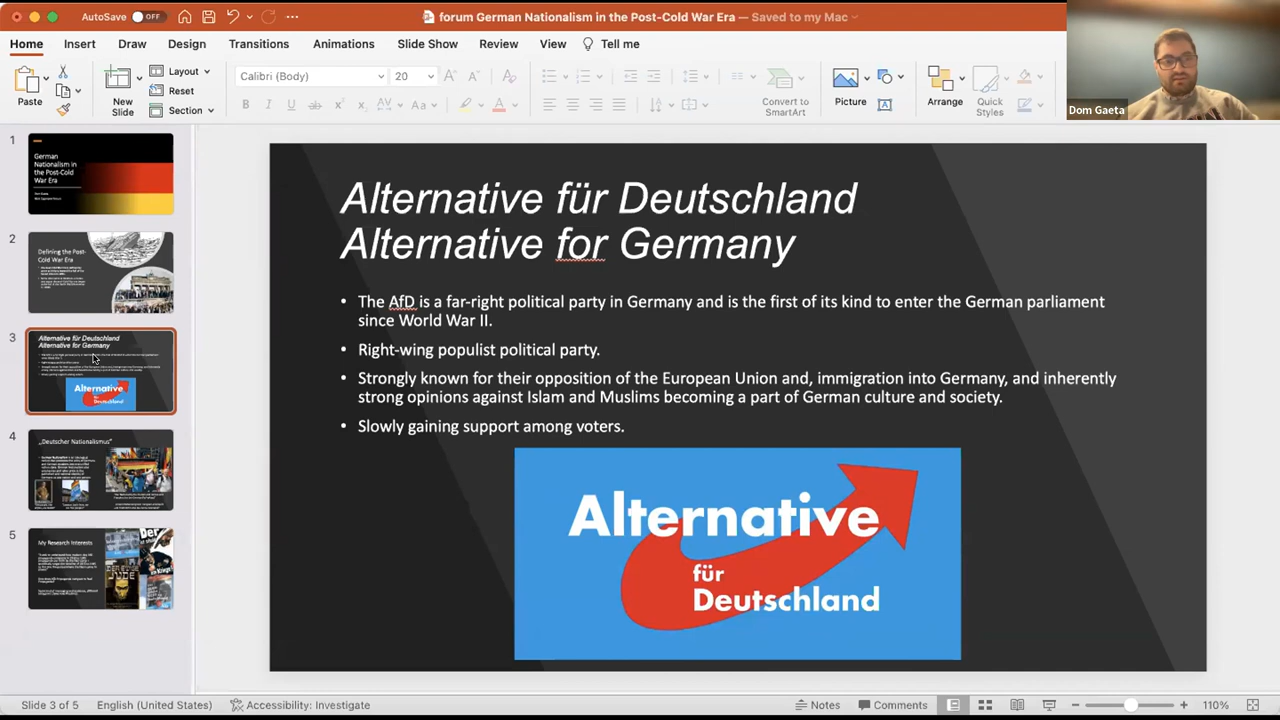 AutoSave OFF
forum German Nationalism in the Post-Cold War Era — Saved to my Mac
Home Insert Draw Design Transitions Animations Slide Show Review View Tell me
Paste
New Slide
Layout
Reset
Section
Calibri (Body) 20
Convert to SmartArt
Picture
Arrange
Quick Styles
Dom Gaeta
1
German
Nationalism in
the Post-Cold
War Era
2
Defining the Post-
Cold War Era
3
Alternative für Deutschland
Alternative for Germany
Alternative
für
Deutschland
4
„Deutscher Nationalismus"
5
My Research Interests
Alternative für Deutschland
Alternative for Germany
• The AfD is a far-right political party in Germany and is the first of its kind to enter the German parliament
since World War II.
• Right-wing populist political party.
• Strongly known for their opposition of the European Union and, immigration into Germany, and inherently
strong opinions against Islam and Muslims becoming a part of German culture and society.
• Slowly gaining support among voters.
Alternative
für
Deutschland
Slide 3 of 5 English (United States) Accessibility: Investigate Notes Comments 110%